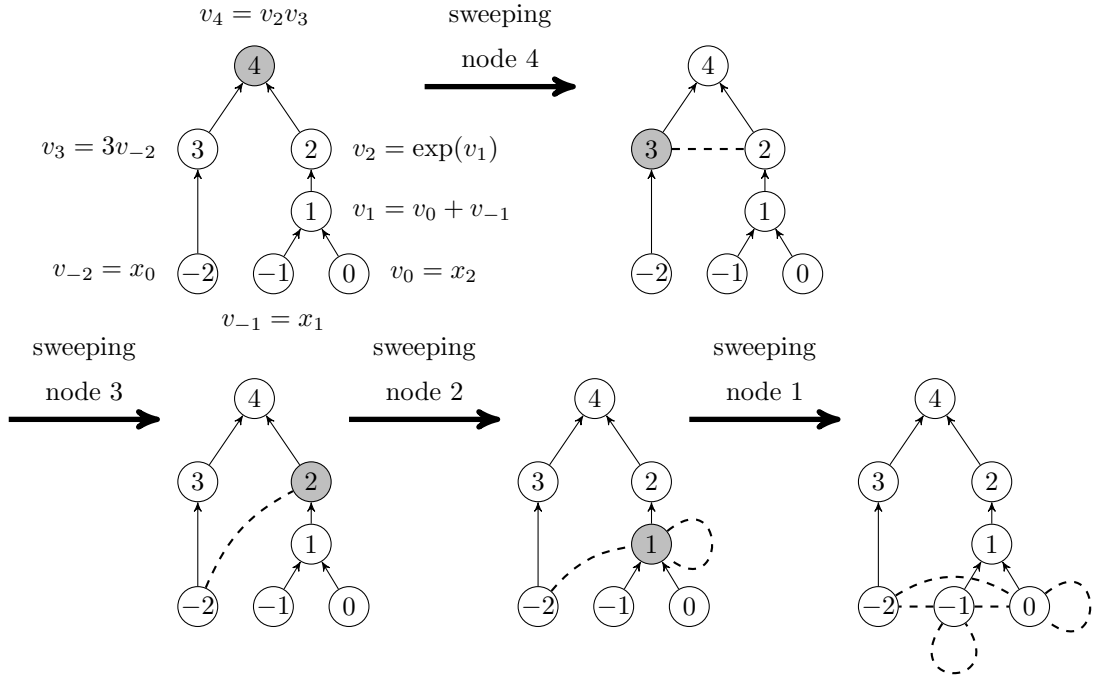 v₄ = v₂v₃
sweeping
node 4
4
4
v₃ = 3v₋₂
3
2
v₂ = exp(v₁)
3
2
1
v₁ = v₀ + v₋₁
1
v₋₂ = x₀
−2
−1
0
v₀ = x₂
−2
−1
0
v₋₁ = x₁
sweeping
node 3
sweeping
node 2
sweeping
node 1
4
4
4
3
2
3
2
3
2
1
1
1
−2
−1
0
−2
−1
0
−2
−1
0